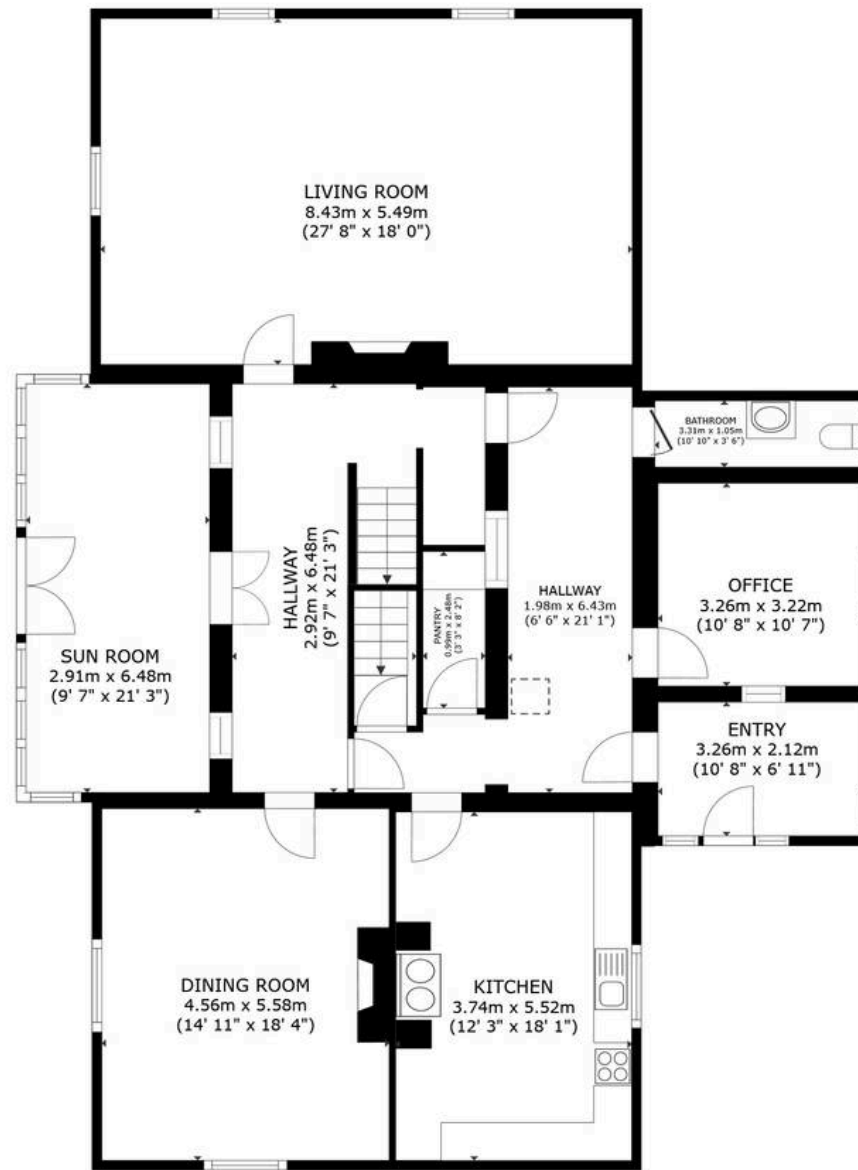 LIVING ROOM
8.43m x 5.49m
(27' 8" x 18' 0")
BATHROOM
3.31m x 1.05m
(10' 10" x 3' 6")
HALLWAY
2.92m x 6.48m
(9' 7" x 21' 3")
PANTRY
0.99m x 2.48m
(3' 3" x 8' 2")
HALLWAY
1.98m x 6.43m
(6' 6" x 21' 1")
OFFICE
3.26m x 3.22m
(10' 8" x 10' 7")
SUN ROOM
2.91m x 6.48m
(9' 7" x 21' 3")
ENTRY
3.26m x 2.12m
(10' 8" x 6' 11")
DINING ROOM
4.56m x 5.58m
(14' 11" x 18' 4")
KITCHEN
3.74m x 5.52m
(12' 3" x 18' 1")